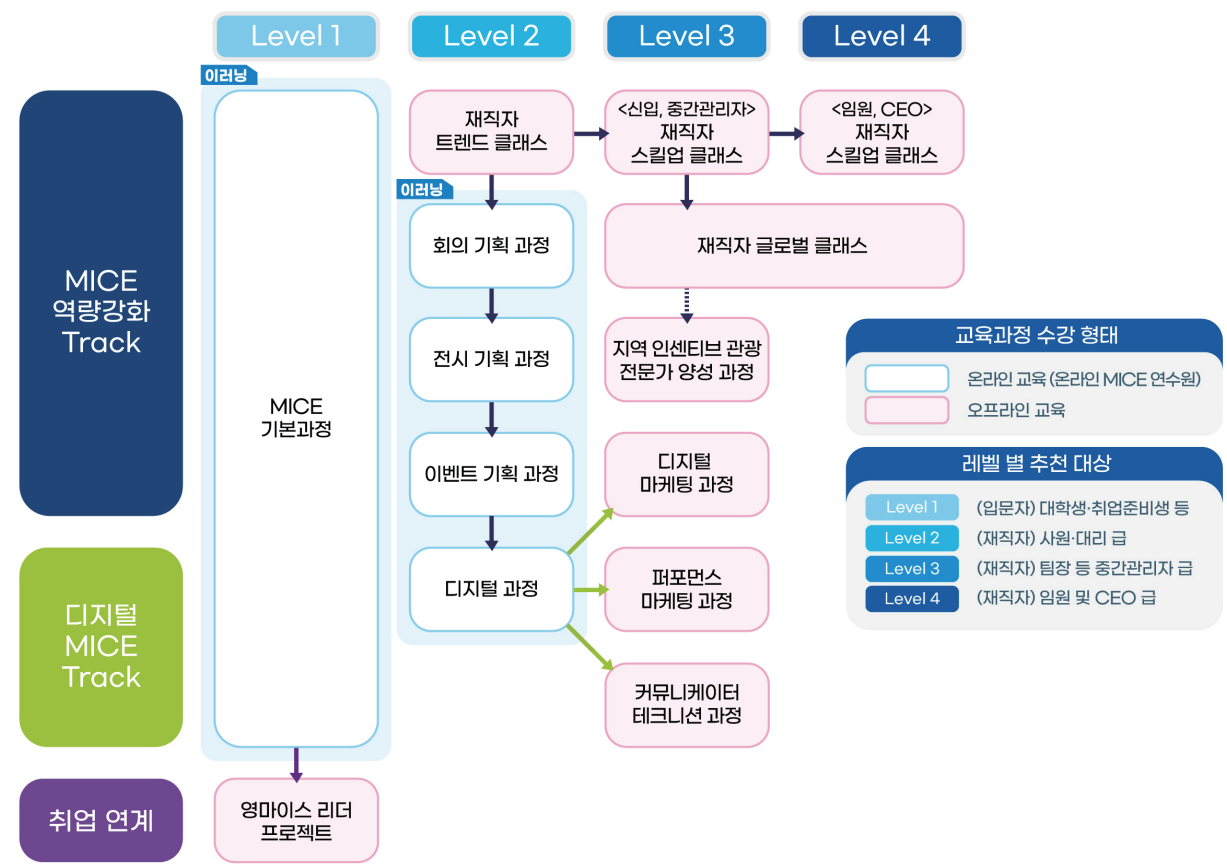 Level 1
Level 2
Level 3
Level 4
이러닝
MICE
역량강화
Track
재직자
트렌드 클래스
<신입, 중간관리자>
재직자
스킬업 클래스
<임원, CEO>
재직자
스킬업 클래스
이러닝
회의 기획 과정
재직자 글로벌 클래스
전시 기획 과정
지역 인센티브 관광
전문가 양성 과정
MICE
기본과정
이벤트 기획 과정
디지털
마케팅 과정
디지털
MICE
Track
디지털 과정
퍼포먼스
마케팅 과정
커뮤니케이터
테크니션 과정
취업 연계
영마이스 리더
프로젝트
교육과정 수강 형태
온라인 교육 (온라인 MICE 연수원)
오프라인 교육
레벨 별 추천 대상
Level 1 (입문자) 대학생·취업준비생 등
Level 2 (재직자) 사원·대리 급
Level 3 (재직자) 팀장 등 중간관리자 급
Level 4 (재직자) 임원 및 CEO 급